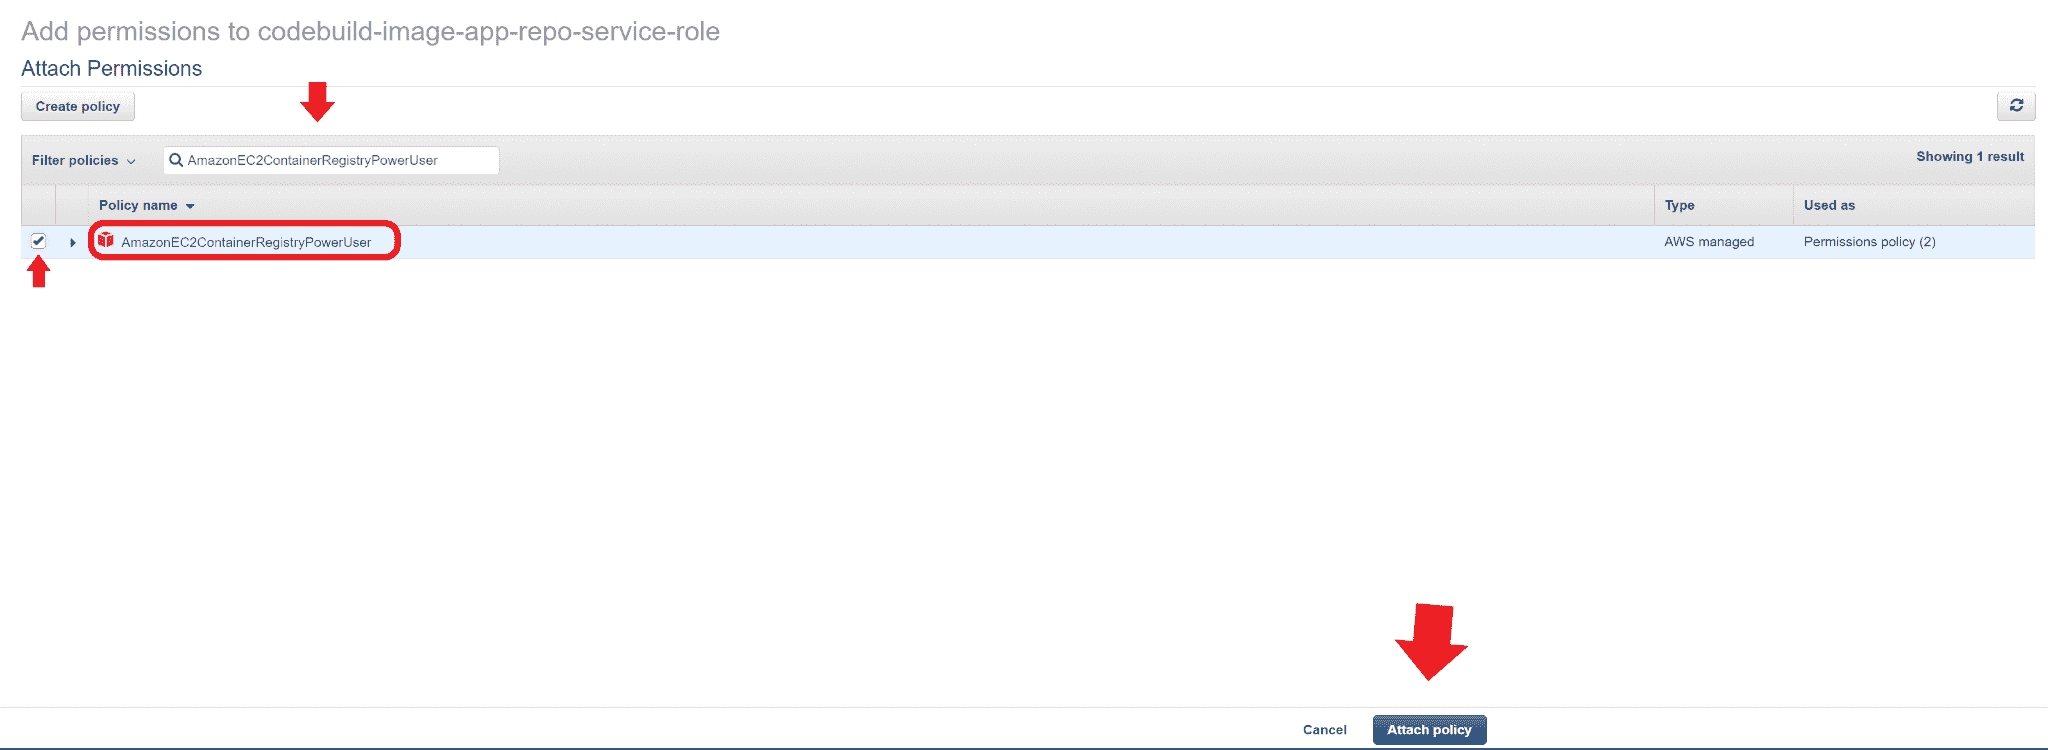 Add permissions to codebuild-image-app-repo-service-role
Attach Permissions
Create policy
Filter policies
AmazonEC2ContainerRegistryPowerUser
Showing 1 result
Policy name
Type
Used as
AmazonEC2ContainerRegistryPowerUser
AWS managed
Permissions policy (2)
Cancel
Attach policy